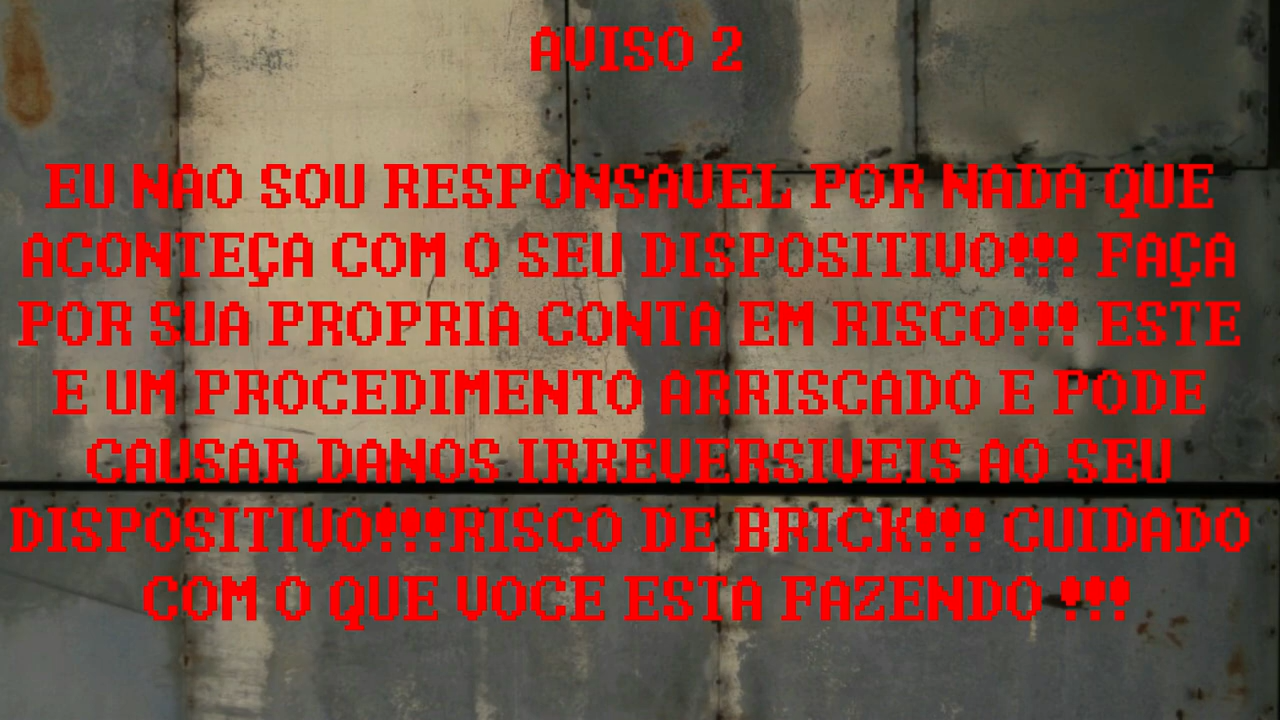 AVISO 2
EU NAO SOU RESPONSAVEL POR NADA QUE
ACONTEÇA COM O SEU DISPOSITIVO!!! FAÇA
POR SUA PROPRIA CONTA EM RISCO!!! ESTE
E UM PROCEDIMENTO ARRISCADO E PODE
CAUSAR DANOS IRREVERSIVEIS AO SEU
DISPOSITIVO!!!RISCO DE BRICK!!! CUIDADO
COM O QUE VOCE ESTA FAZENDO !!!